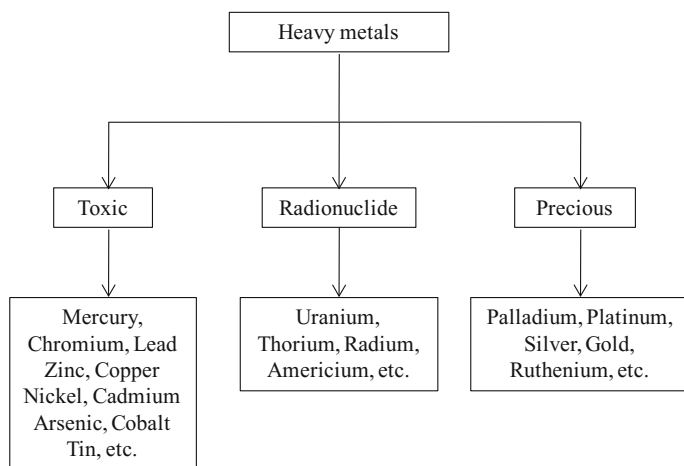 Heavy metals
Toxic
Radionuclide
Precious
Mercury,
Chromium, Lead
Zinc, Copper
Nickel, Cadmium
Arsenic, Cobalt
Tin, etc.
Uranium,
Thorium, Radium,
Americium, etc.
Palladium, Platinum,
Silver, Gold,
Ruthenium, etc.